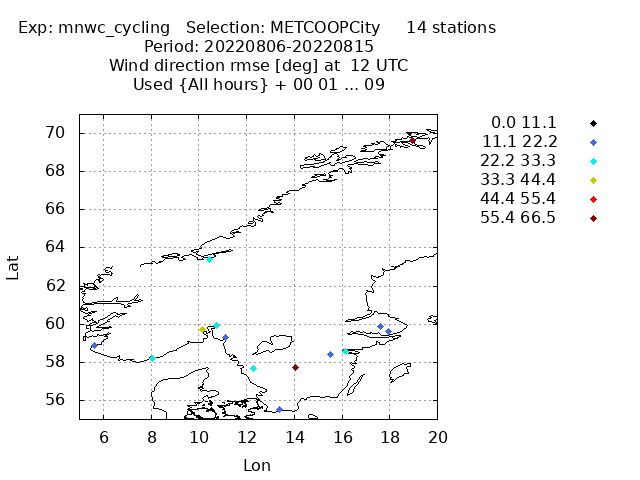 Exp: mnwc_cycling   Selection: METCOOPCity     14 stations
Period: 20220806-20220815
Wind direction rmse [deg] at  12 UTC
Used {All hours} + 00 01 ... 09
0.0 11.1
11.1 22.2
22.2 33.3
33.3 44.4
44.4 55.4
55.4 66.5
Lat
70
68
66
64
62
60
58
56
6 8 10 12 14 16 18 20
Lon